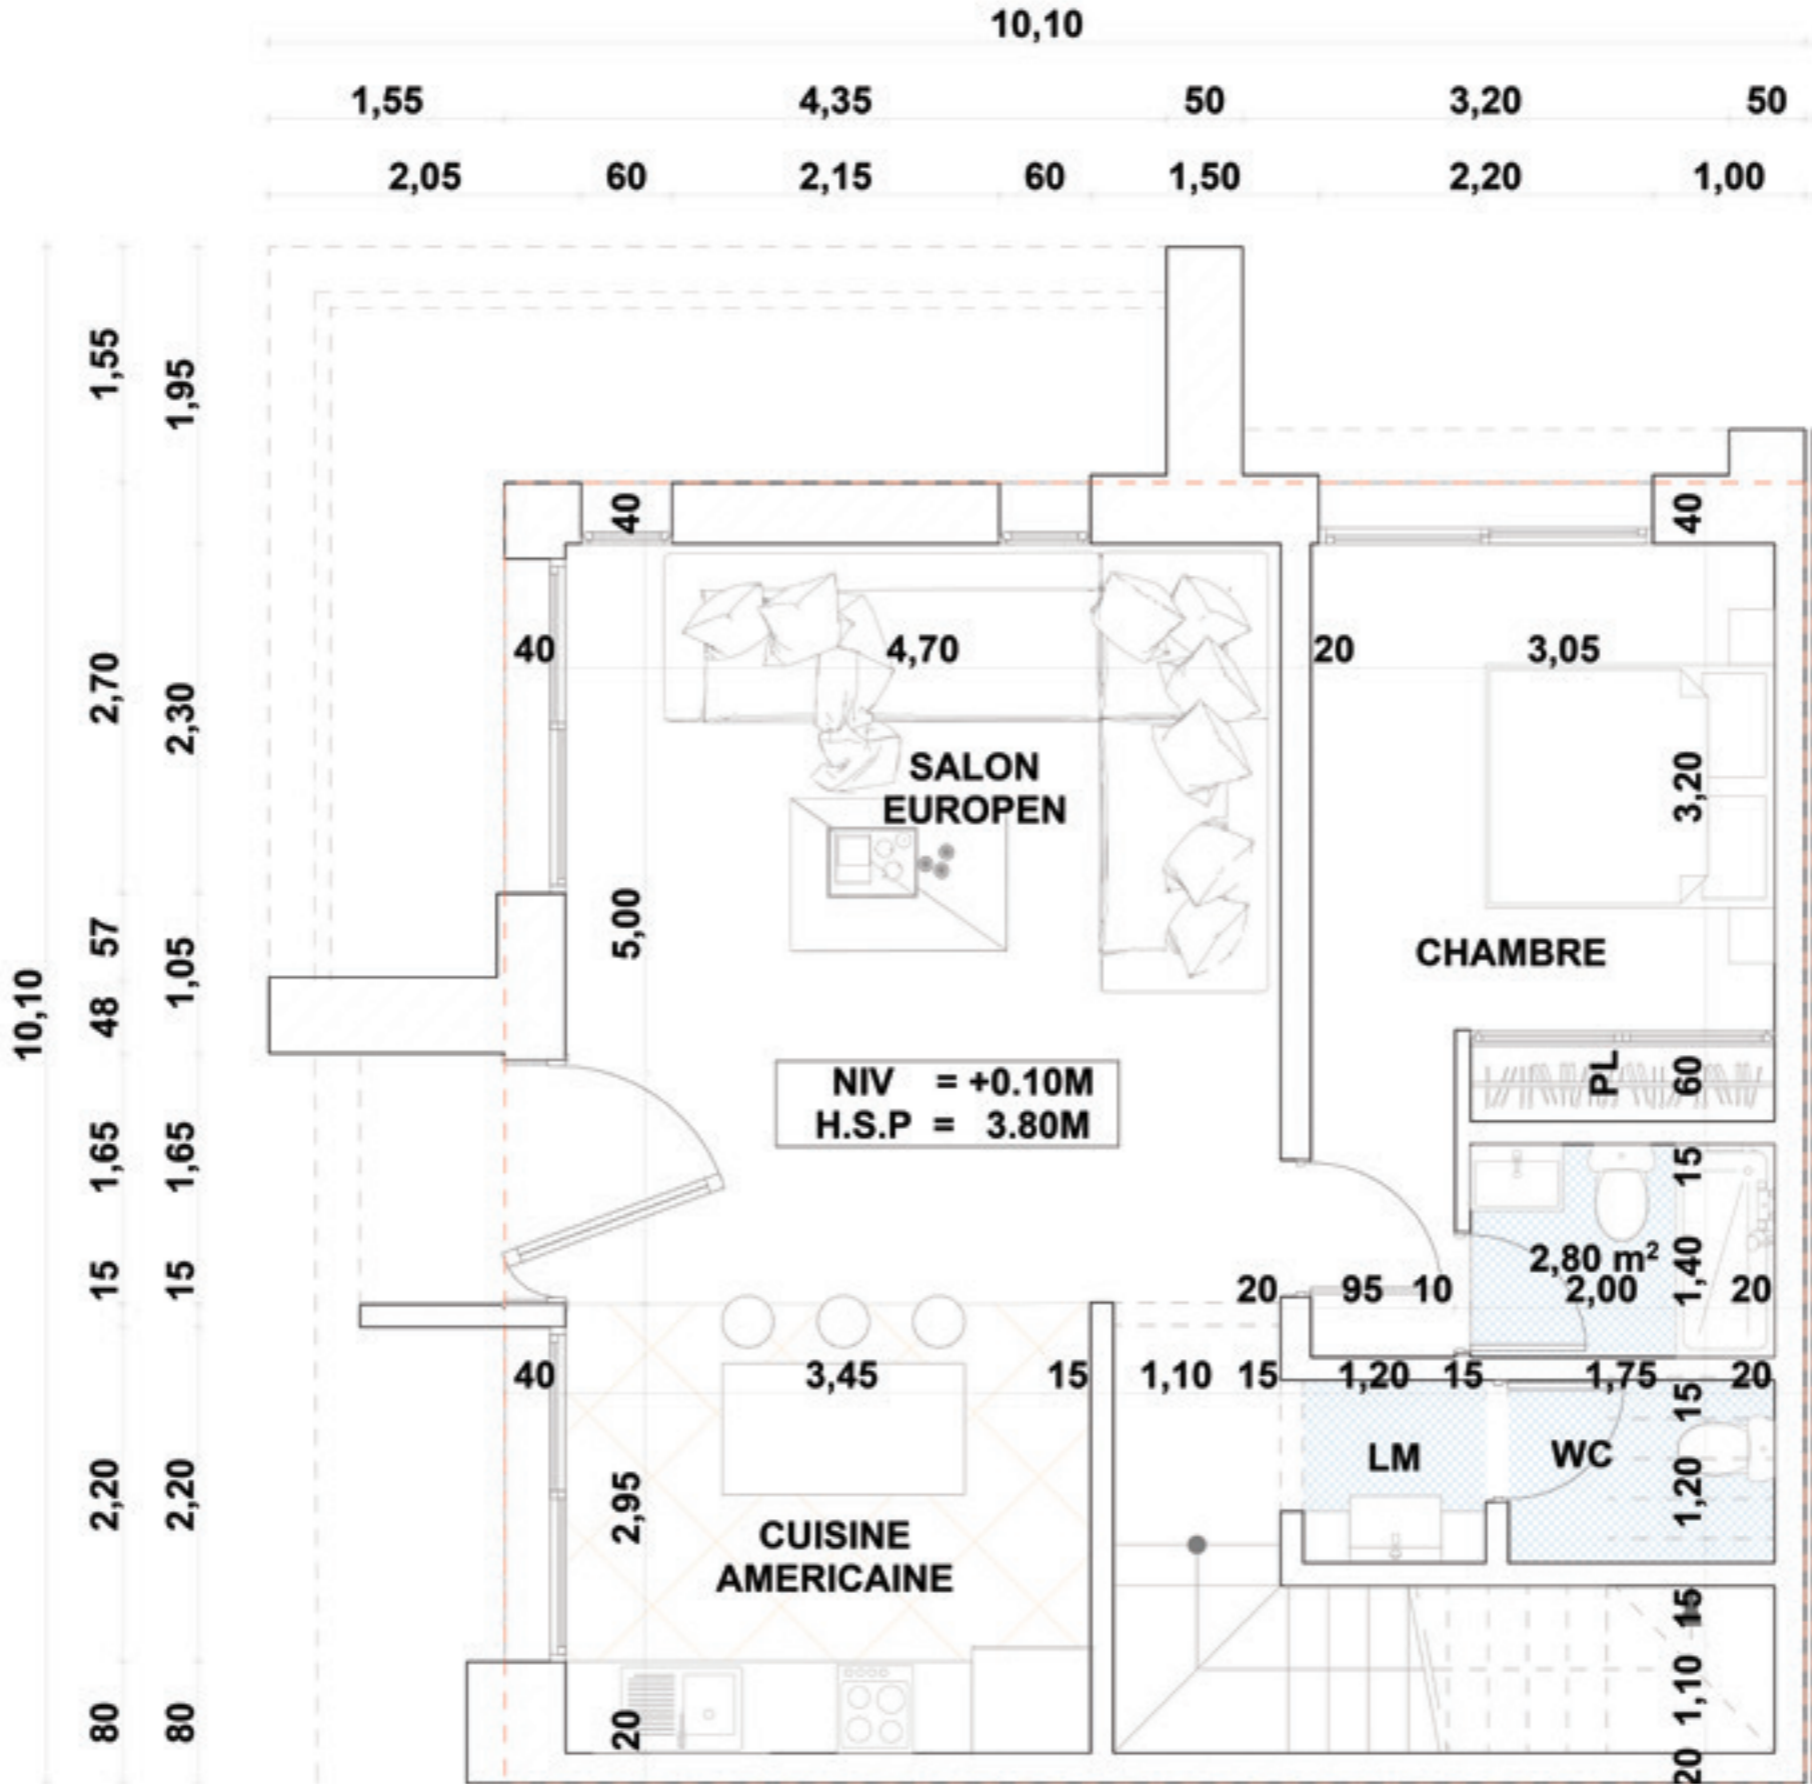 10,10
1,55 4,35 50 3,20 50
2,05 60 2,15 60 1,50 2,20 1,00
10,10
1,55
2,70
57
48
1,65
15
2,20
80
1,95
2,30
1,05
1,65
15
2,20
80
40
40
40 4,70 20 3,05
SALON
EUROPEN
3,20
5,00
CHAMBRE
NIV = +0.10M
H.S.P = 3.80M
PL
60
15
2,80 m²
1,40
20 95 10 2,00 20
40 3,45 15 1,10 15 1,20 15 1,75 20
15
LM
WC
1,20
2,95
CUISINE
AMERICAINE
15
1,10
20
20